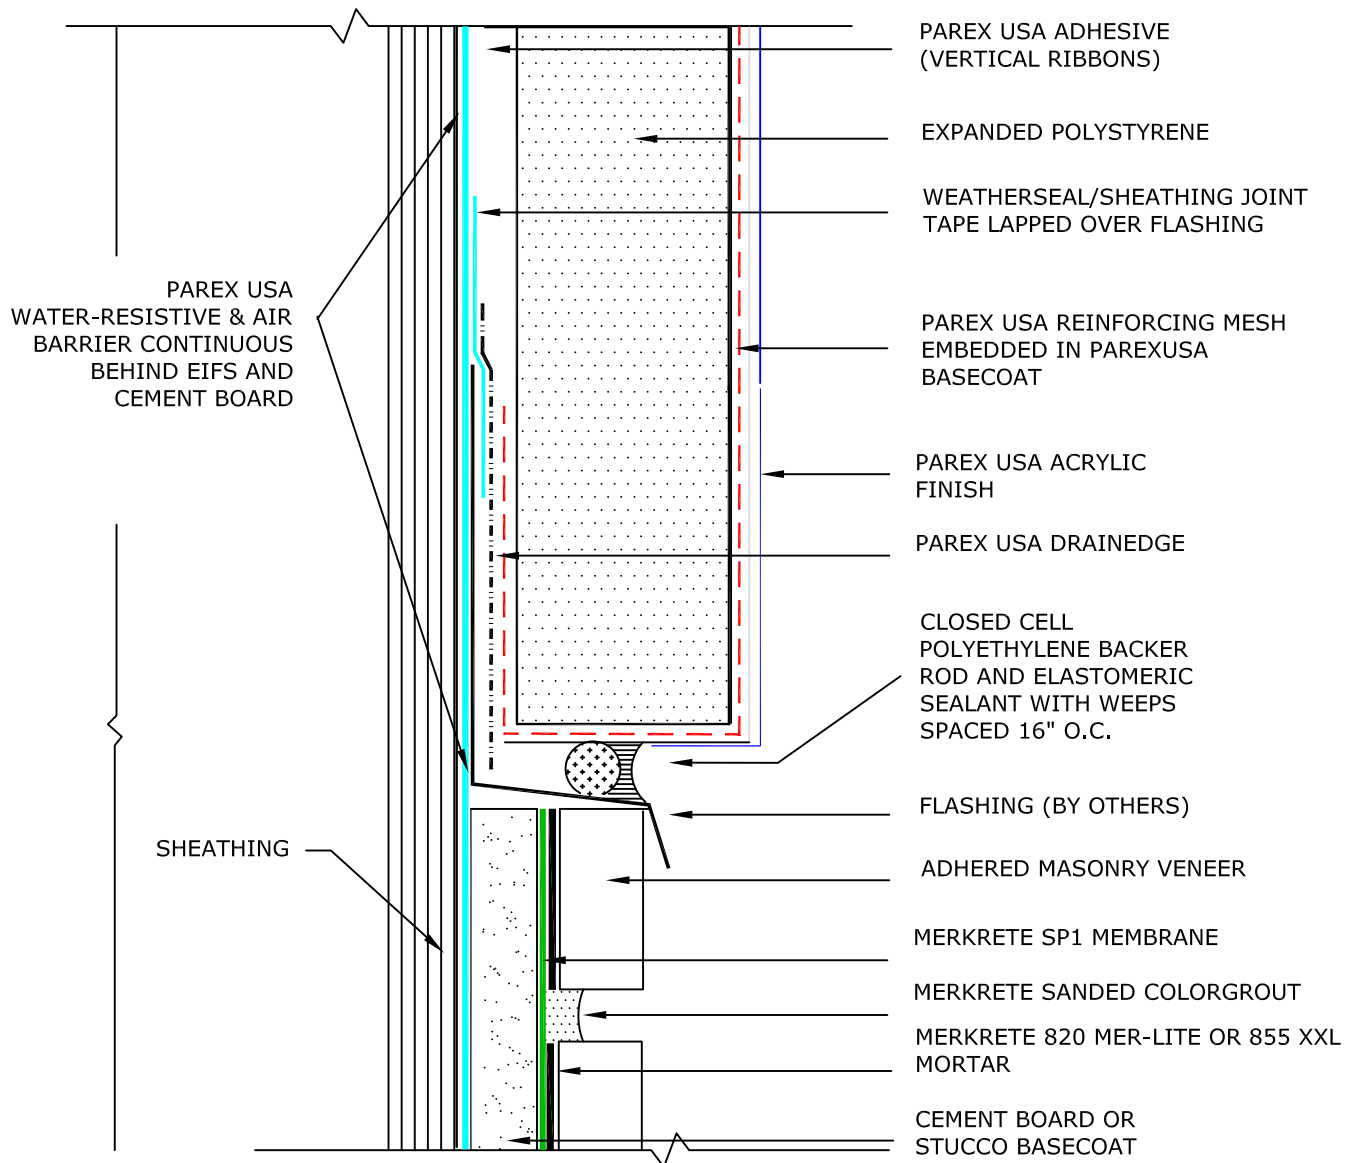 PAREX USA ADHESIVE
(VERTICAL RIBBONS)
EXPANDED POLYSTYRENE
WEATHERSEAL/SHEATHING JOINT
TAPE LAPPED OVER FLASHING
PAREX USA
WATER-RESISTIVE & AIR
BARRIER CONTINUOUS
BEHIND EIFS AND
CEMENT BOARD
PAREX USA REINFORCING MESH
EMBEDDED IN PAREXUSA
BASECOAT
PAREX USA ACRYLIC
FINISH
PAREX USA DRAINEDGE
CLOSED CELL
POLYETHYLENE BACKER
ROD AND ELASTOMERIC
SEALANT WITH WEEPS
SPACED 16" O.C.
FLASHING (BY OTHERS)
SHEATHING
ADHERED MASONRY VENEER
MERKRETE SP1 MEMBRANE
MERKRETE SANDED COLORGROUT
MERKRETE 820 MER-LITE OR 855 XXL
MORTAR
CEMENT BOARD OR
STUCCO BASECOAT